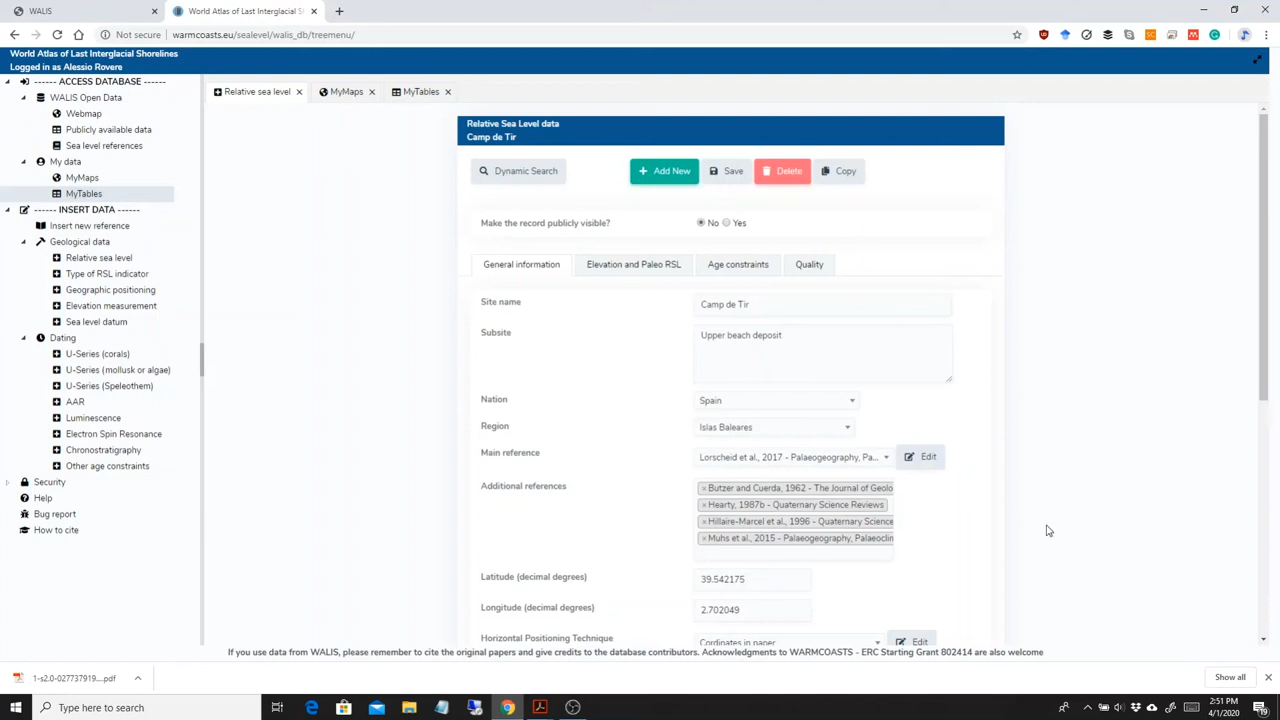 WALIS
World Atlas of Last Interglacial S
Not secure
warmcoasts.eu/sealevel/walis_db/treemenu/
World Atlas of Last Interglacial Shorelines
Logged in as Alessio Rovere
------ ACCESS DATABASE ------
WALIS Open Data
Webmap
Publicly available data
Sea level references
My data
MyMaps
MyTables
------ INSERT DATA ------
Insert new reference
Geological data
Relative sea level
Type of RSL indicator
Geographic positioning
Elevation measurement
Sea level datum
Dating
U-Series (corals)
U-Series (mollusk or algae)
U-Series (Speleothem)
AAR
Luminescence
Electron Spin Resonance
Chronostratigraphy
Other age constraints
Security
Help
Bug report
How to cite
Relative sea level
MyMaps
MyTables
Relative Sea Level data
Camp de Tir
Dynamic Search
Add New
Save
Delete
Copy
Make the record publicly visible?
No Yes
General information
Elevation and Paleo RSL
Age constraints
Quality
Site name
Camp de Tir
Subsite
Upper beach deposit
Nation
Spain
Region
Islas Baleares
Main reference
Lorscheid et al., 2017 - Palaeogeography, Pa...
Edit
Additional references
×Butzer and Cuerda, 1962 - The Journal of Geolo
×Hearty, 1987b - Quaternary Science Reviews
×Hillaire-Marcel et al., 1996 - Quaternary Science
×Muhs et al., 2015 - Palaeogeography, Palaeoclin
Latitude (decimal degrees)
39.542175
Longitude (decimal degrees)
2.702049
Horizontal Positioning Technique
Cordinates in paper
Edit
If you use data from WALIS, please remember to cite the original papers and give credits to the database contributors. Acknowledgments to WARMCOASTS - ERC Starting Grant 802414 are also welcome
1-s2.0-027737919....pdf
Show all
Type here to search
2:51 PM
4/1/2020